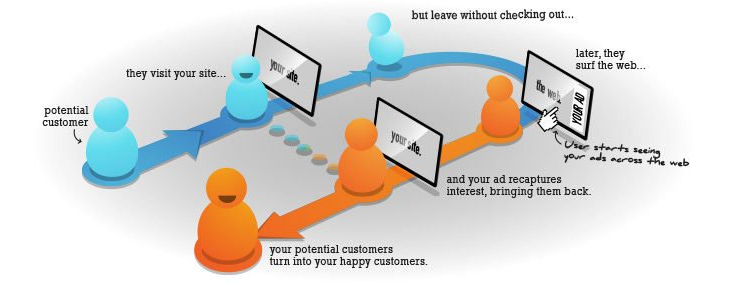 potential
customer
they visit your site...
your site.
but leave without checking out...
later, they
surf the web...
the web.
YOUR AD
User starts seeing
your ads across the web
your site.
and your ad recaptures
interest, bringing them back.
your potential customers
turn into your happy customers.